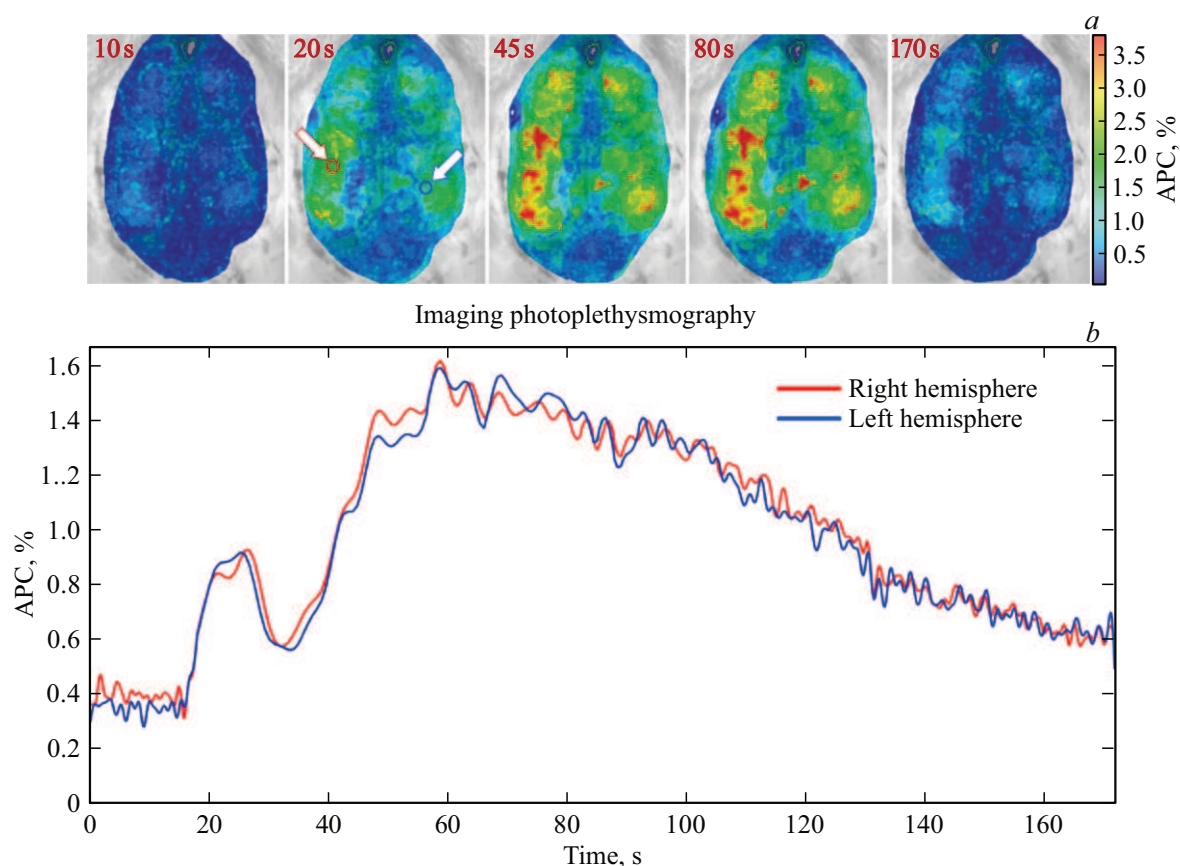 a
10 s 20 s 45 s 80 s 170 s
3.5
3.0
2.5
2.0
1.5
1.0
0.5
APC, %
Imaging photoplethysmography
b
Right hemisphere
Left hemisphere
1.6
1.4
1.2
1.0
0.8
0.6
0.4
0.2
0
APC, %
0 20 40 60 80 100 120 140 160
Time, s